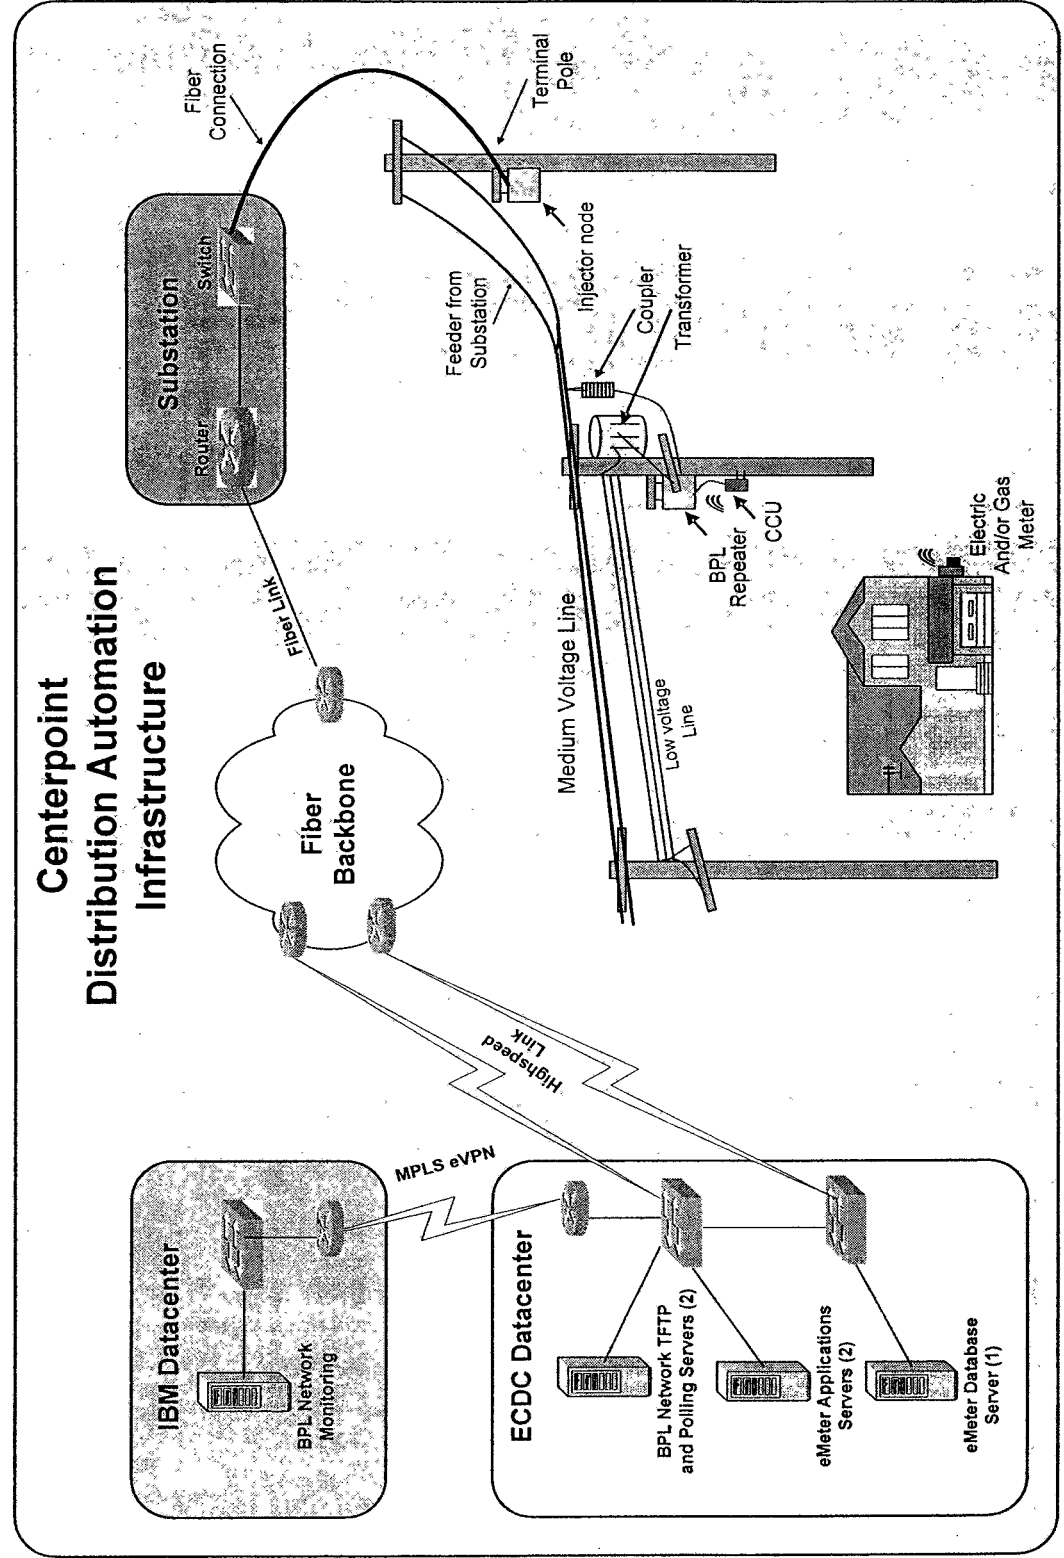 Centerpoint
Distribution Automation
Infrastructure
IBM Datacenter
BPL Network
Monitoring
MPLS eVPN
ECDC Datacenter
BPL Network TFTP
and Polling Servers (2)
eMeter Applications
Servers (2)
eMeter Database
Server (1)
Highspeed
Link
Fiber
Backbone
Fiber Link
Substation
Router
Switch
Fiber
Connection
Terminal
Pole
Injector node
Feeder from
Substation
Coupler
Transformer
Medium Voltage Line
Low voltage
Line
BPL
Repeater
CCU
Electric
And/or Gas
Meter